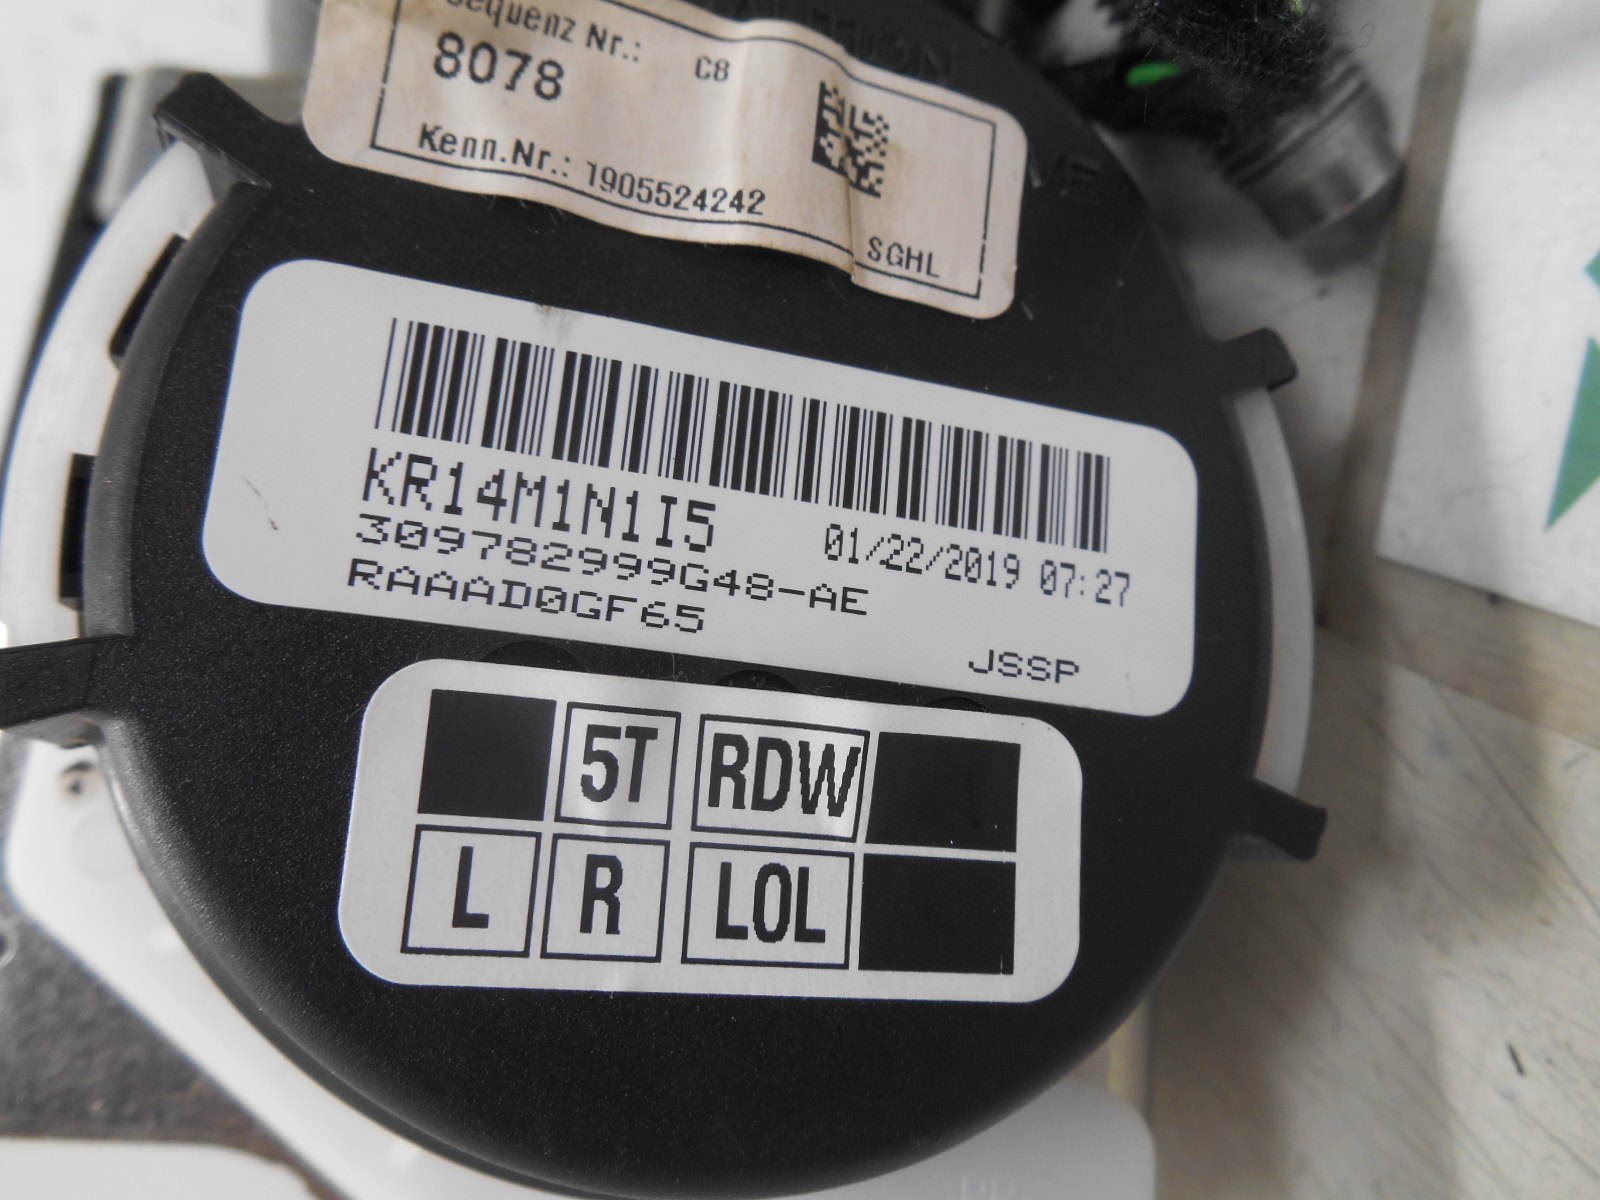 Sequenz Nr.: C8
8078
Kenn.Nr.: 1905524242
SGHL
KR14M1N1I5
01/22/2019 07:27
309782999G48-AE
RAAAD0GF65
JSSP
5T RDW
L R LOL